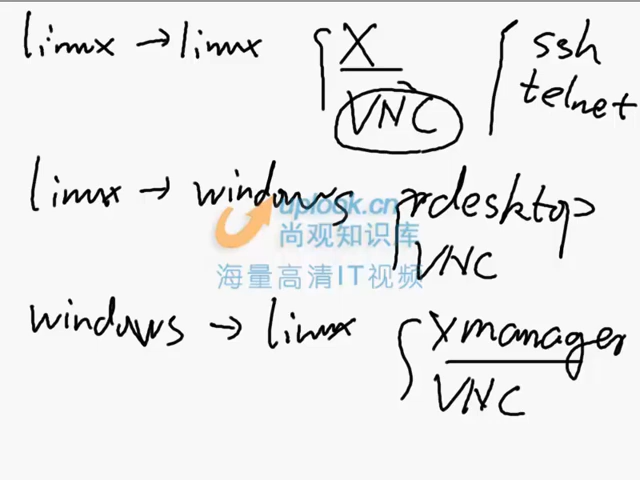 linux → linux { X { ssh
VNC telnet
linux → windows { rdesktop
uplook.cn
尚观知识库
VNC
海量高清IT视频
windows → linux { Xmanager
VNC